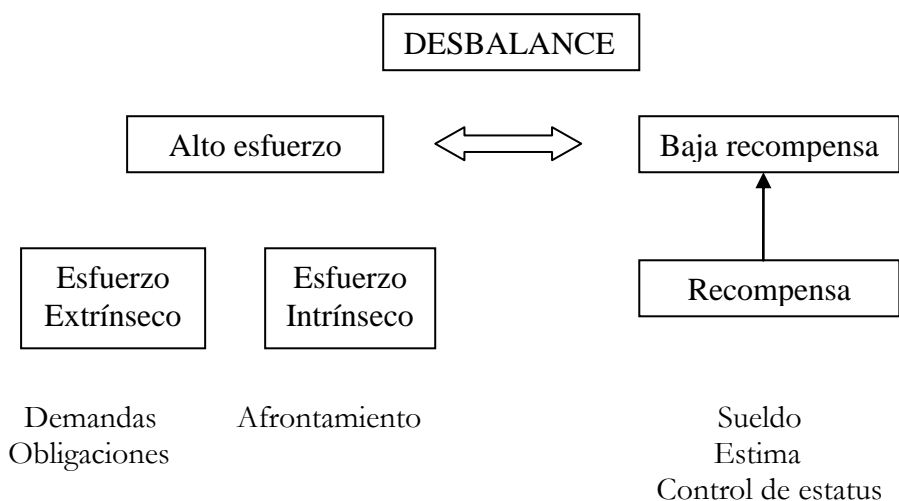 DESBALANCE
Alto esfuerzo
Baja recompensa
Esfuerzo
Extrínseco
Esfuerzo
Intrínseco
Recompensa
Demandas
Obligaciones
Afrontamiento
Sueldo
Estima
Control de estatus